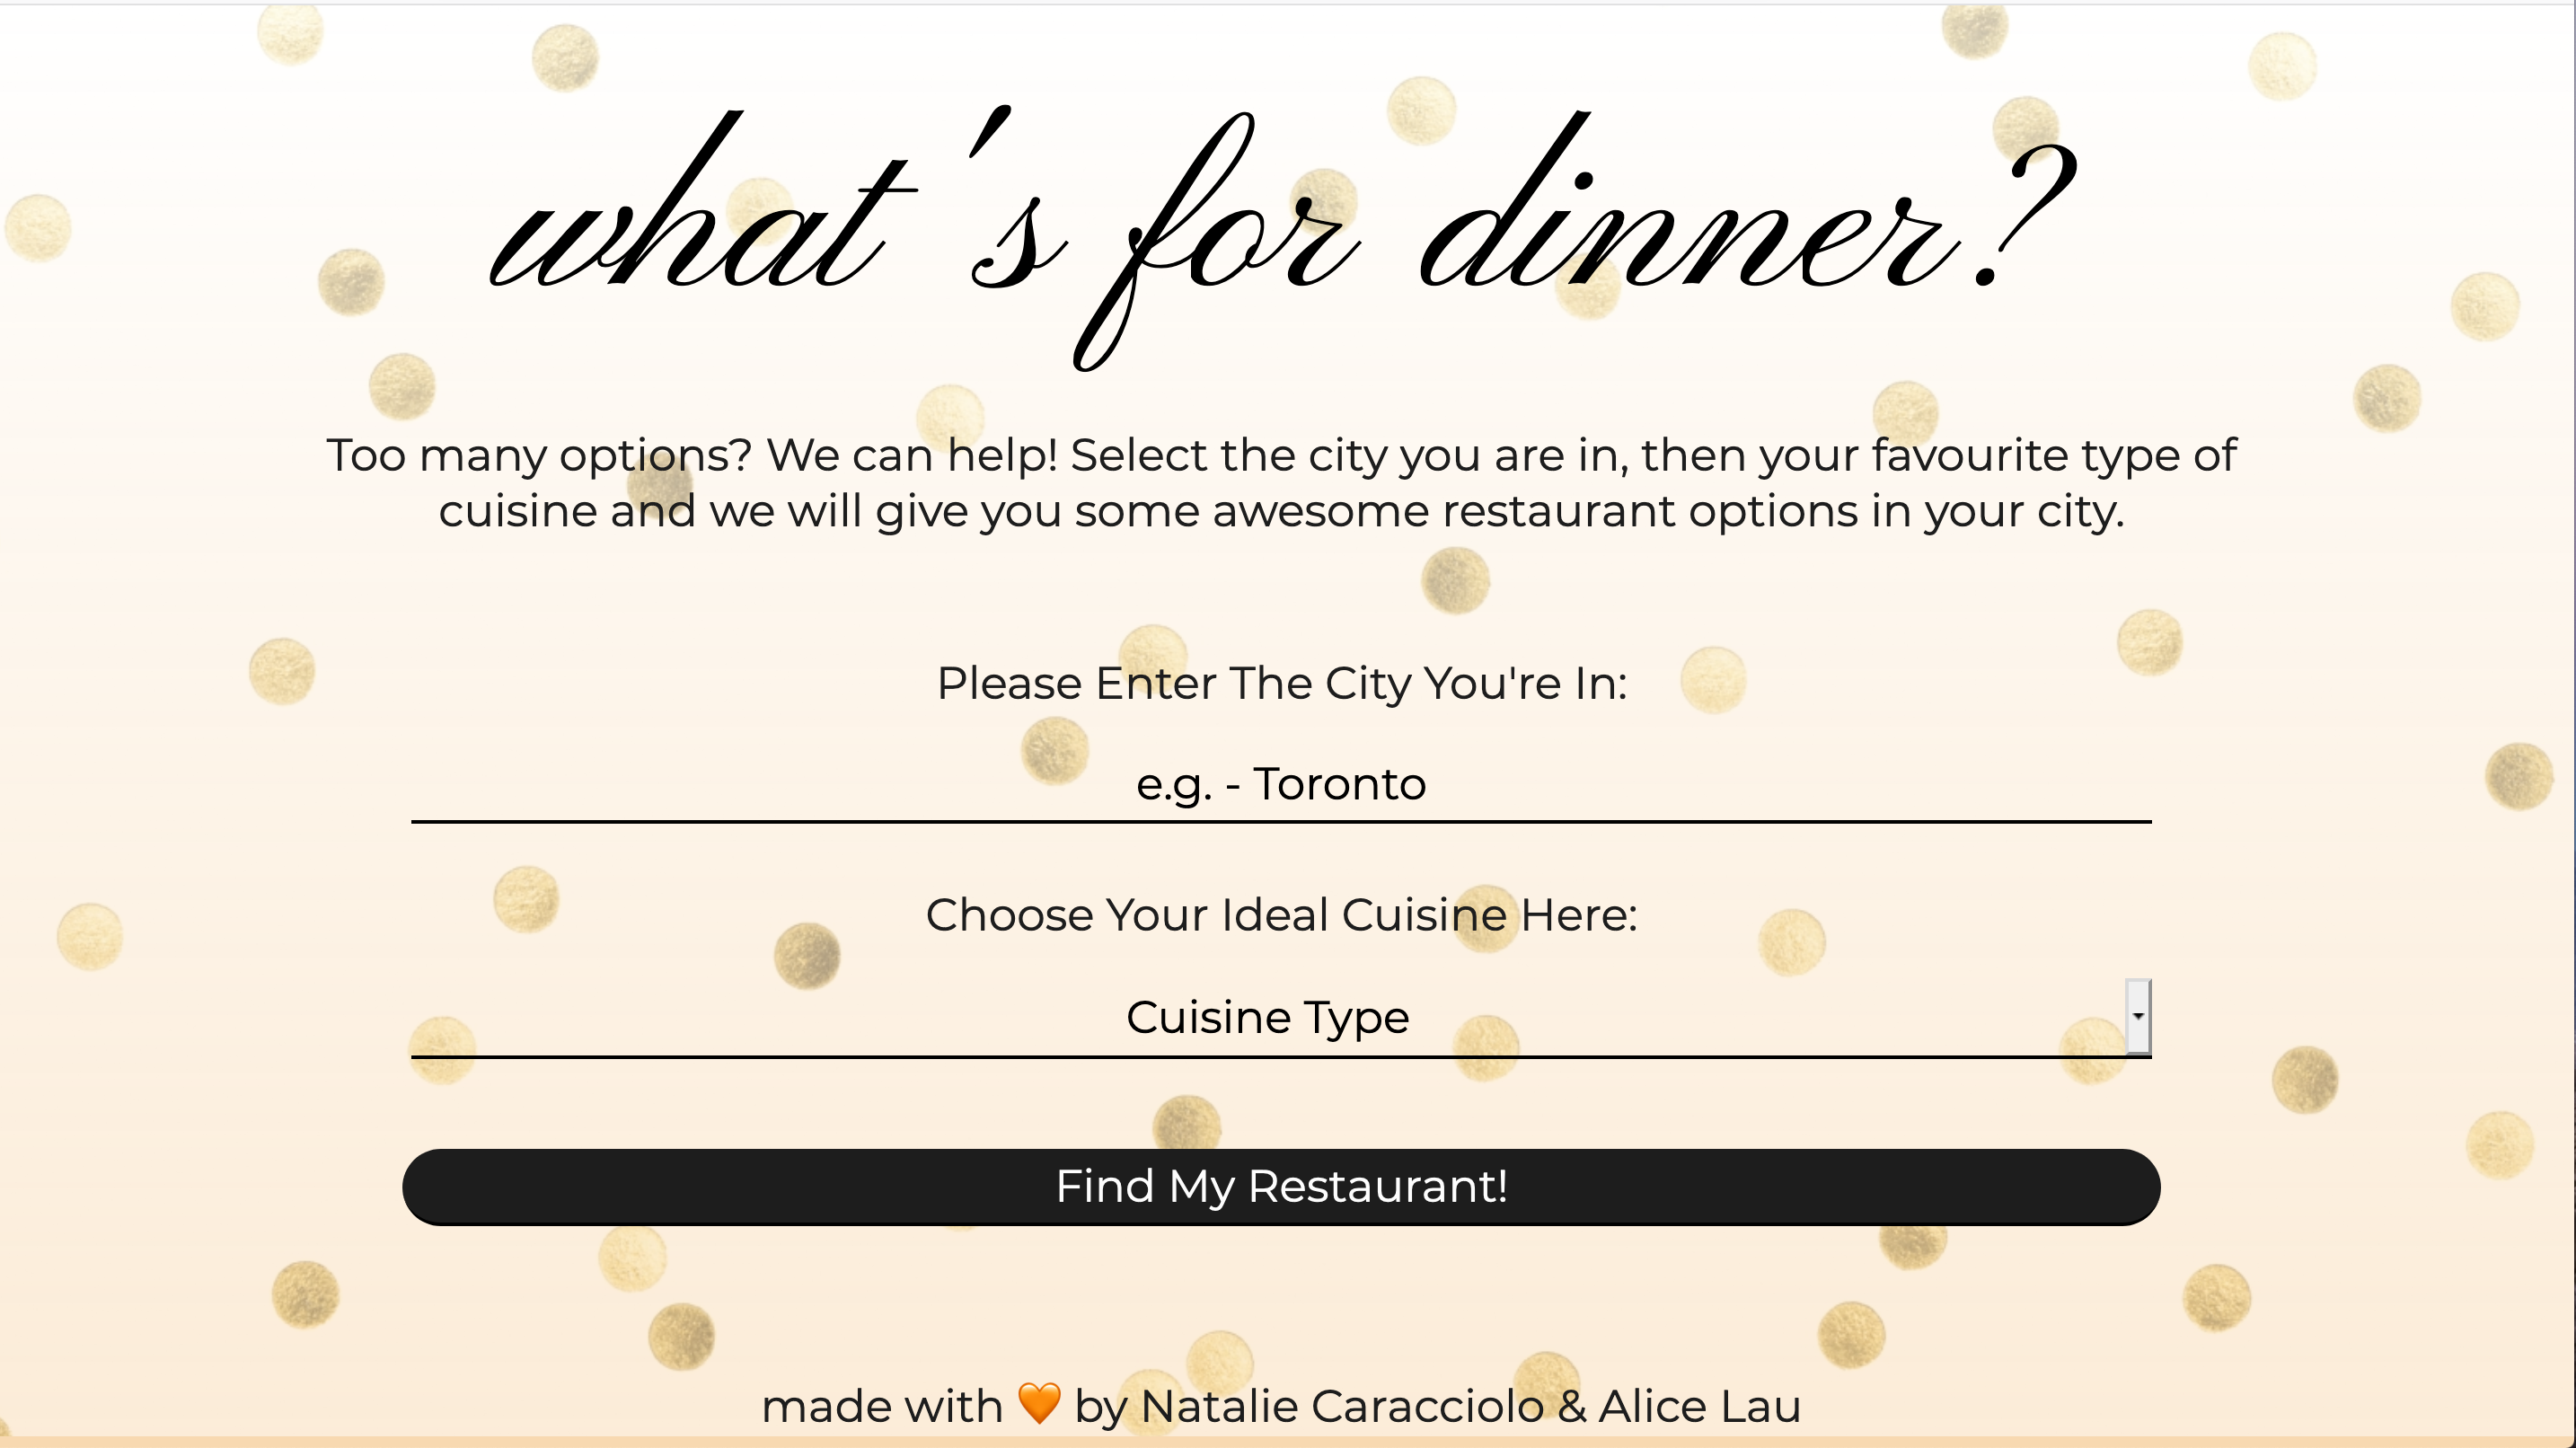 what's for dinner?
Too many options? We can help! Select the city you are in, then your favourite type of
cuisine and we will give you some awesome restaurant options in your city.
Please Enter The City You're In:
e.g. - Toronto
Choose Your Ideal Cuisine Here:
Cuisine Type
Find My Restaurant!
made with 🧡 by Natalie Caracciolo & Alice Lau